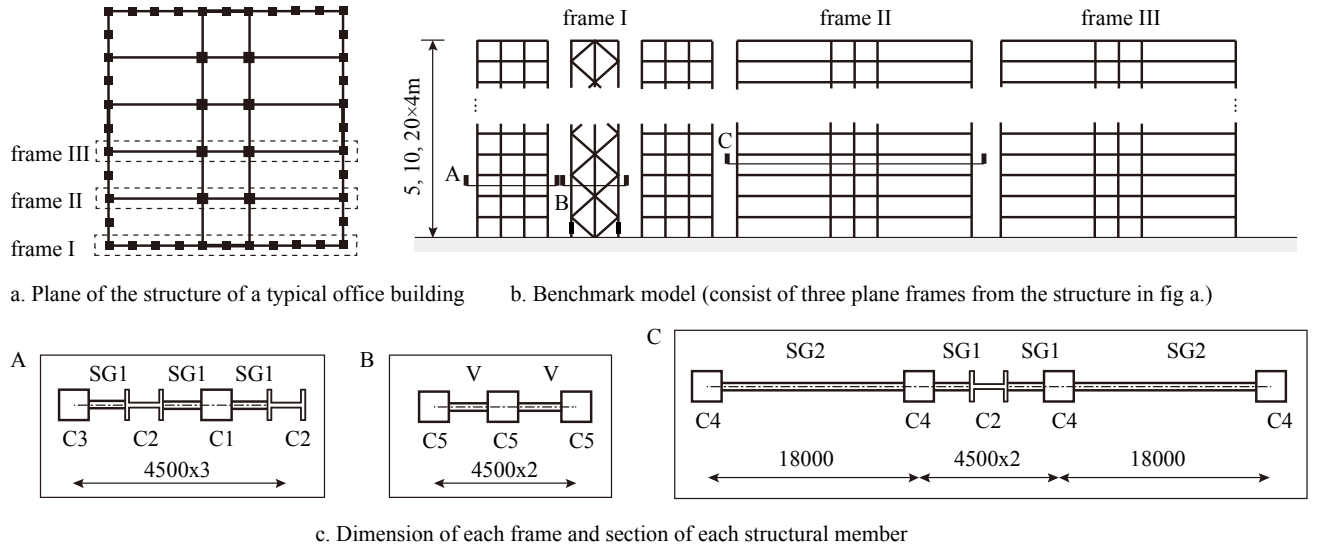 frame I
frame II
frame III
frame III
frame II
frame I
5, 10, 20×4m
A
B
C
a. Plane of the structure of a typical office building
b. Benchmark model (consist of three plane frames from the structure in fig a.)
A
SG1
SG1
SG1
C3
C2
C1
C2
4500x3
B
V
V
C5
C5
C5
4500x2
C
SG2
SG1
SG1
SG2
C4
C4
C2
C4
C4
18000
4500x2
18000
c. Dimension of each frame and section of each structural member